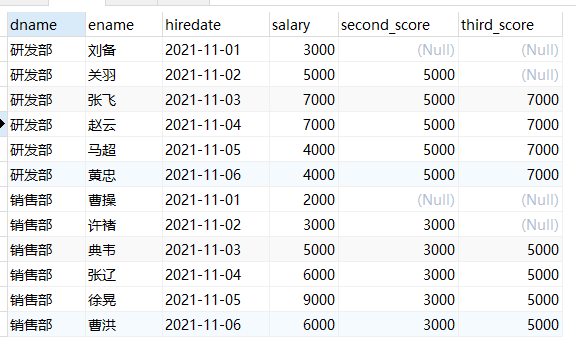 dname ename hiredate salary second_score third_score
研发部 刘备 2021-11-01 3000 (Null) (Null)
研发部 关羽 2021-11-02 5000 5000 (Null)
研发部 张飞 2021-11-03 7000 5000 7000
研发部 赵云 2021-11-04 7000 5000 7000
研发部 马超 2021-11-05 4000 5000 7000
研发部 黄忠 2021-11-06 4000 5000 7000
销售部 曹操 2021-11-01 2000 (Null) (Null)
销售部 许褚 2021-11-02 3000 3000 (Null)
销售部 典韦 2021-11-03 5000 3000 5000
销售部 张辽 2021-11-04 6000 3000 5000
销售部 徐晃 2021-11-05 9000 3000 5000
销售部 曹洪 2021-11-06 6000 3000 5000